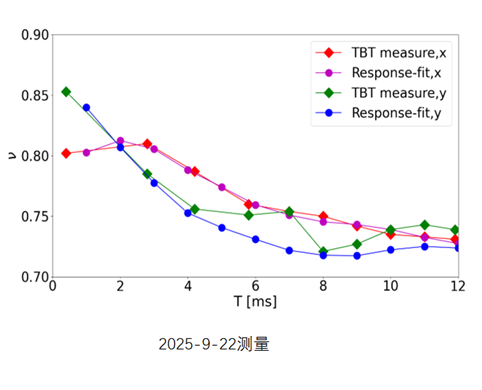 0.90
0.85
0.80
0.75
0.70
ν
TBT measure,x
Response-fit,x
TBT measure,y
Response-fit,y
0 2 4 6 8 10 12
T [ms]
2025-9-22测量